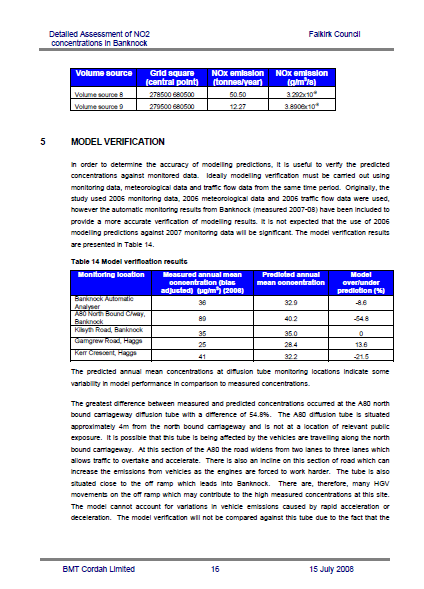 Detailed Assessment of NO2
concentrations in Banknock
Falkirk Council
Volume source Grid square (central point) NOx emission (tonnes/year) NOx emission (g/m³/s)
Volume source 8 278500 680500 50.50
Volume source 9 279500 680500 12.27
5 MODEL VERIFICATION
In order to determine the accuracy of modelling predictions, it is useful to verify the predicted
concentrations against monitored data. Ideally modelling verification must be carried out using
monitoring data, meteorological data and traffic flow data from the same time period. Originally, the
study used 2006 monitoring data, 2006 meteorological data and 2006 traffic flow data were used,
however the automatic monitoring results from Banknock (measured 2007-08) have been included to
provide a more accurate verification of modelling results. It is not expected that the use of 2006
modelling predictions against 2007 monitoring data will be significant. The model verification results
are presented in Table 14.
Table 14 Model verification results
Monitoring location Measured annual mean concentration (bias adjusted) (µg/m³) (2006) Predicted annual mean concentration Model over/under prediction (%)
Banknock Automatic Analyser 36 32.9 -8.6
A80 North Bound C/way, Banknock 89 40.2 -54.8
Kilsyth Road, Banknock 35 35.0 0
Garngrew Road, Haggs 25 28.4 13.6
Kerr Crescent, Haggs 41 32.2 -21.5
The predicted annual mean concentrations at diffusion tube monitoring locations indicate some
variability in model performance in comparison to measured concentrations.
The greatest difference between measured and predicted concentrations occurred at the A80 north
bound carriageway diffusion tube with a difference of 54.8%. The A80 diffusion tube is situated
approximately 4m from the north bound carriageway and is not at a location of relevant public
exposure. It is possible that this tube is being affected by the vehicles are travelling along the north
bound carriageway. At this section of the A80 the road widens from two lanes to three lanes which
allows traffic to overtake and accelerate. There is also an incline on this section of road which can
increase the emissions from vehicles as the engines are forced to work harder. The tube is also
situated close to the off ramp which leads into Banknock. There are, therefore, many HGV
movements on the off ramp which may contribute to the high measured concentrations at this site.
The model cannot account for variations in vehicle emissions caused by rapid acceleration or
deceleration. The model verification will not be compared against this tube due to the fact that the
BMT Cordah Limited 16 15 July 2008